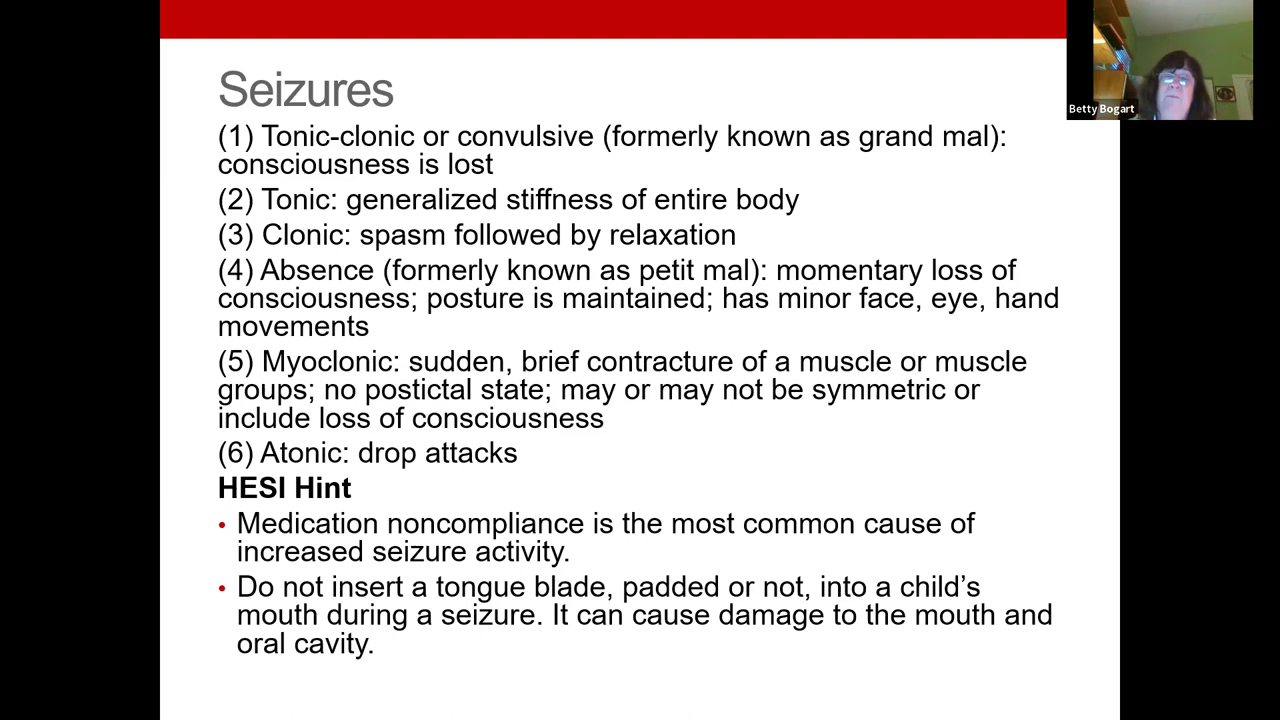 Seizures
(1) Tonic-clonic or convulsive (formerly known as grand mal):
consciousness is lost
(2) Tonic: generalized stiffness of entire body
(3) Clonic: spasm followed by relaxation
(4) Absence (formerly known as petit mal): momentary loss of
consciousness; posture is maintained; has minor face, eye, hand
movements
(5) Myoclonic: sudden, brief contracture of a muscle or muscle
groups; no postictal state; may or may not be symmetric or
include loss of consciousness
(6) Atonic: drop attacks
HESI Hint
• Medication noncompliance is the most common cause of
increased seizure activity.
• Do not insert a tongue blade, padded or not, into a child’s
mouth during a seizure. It can cause damage to the mouth and
oral cavity.
Betty Bogart